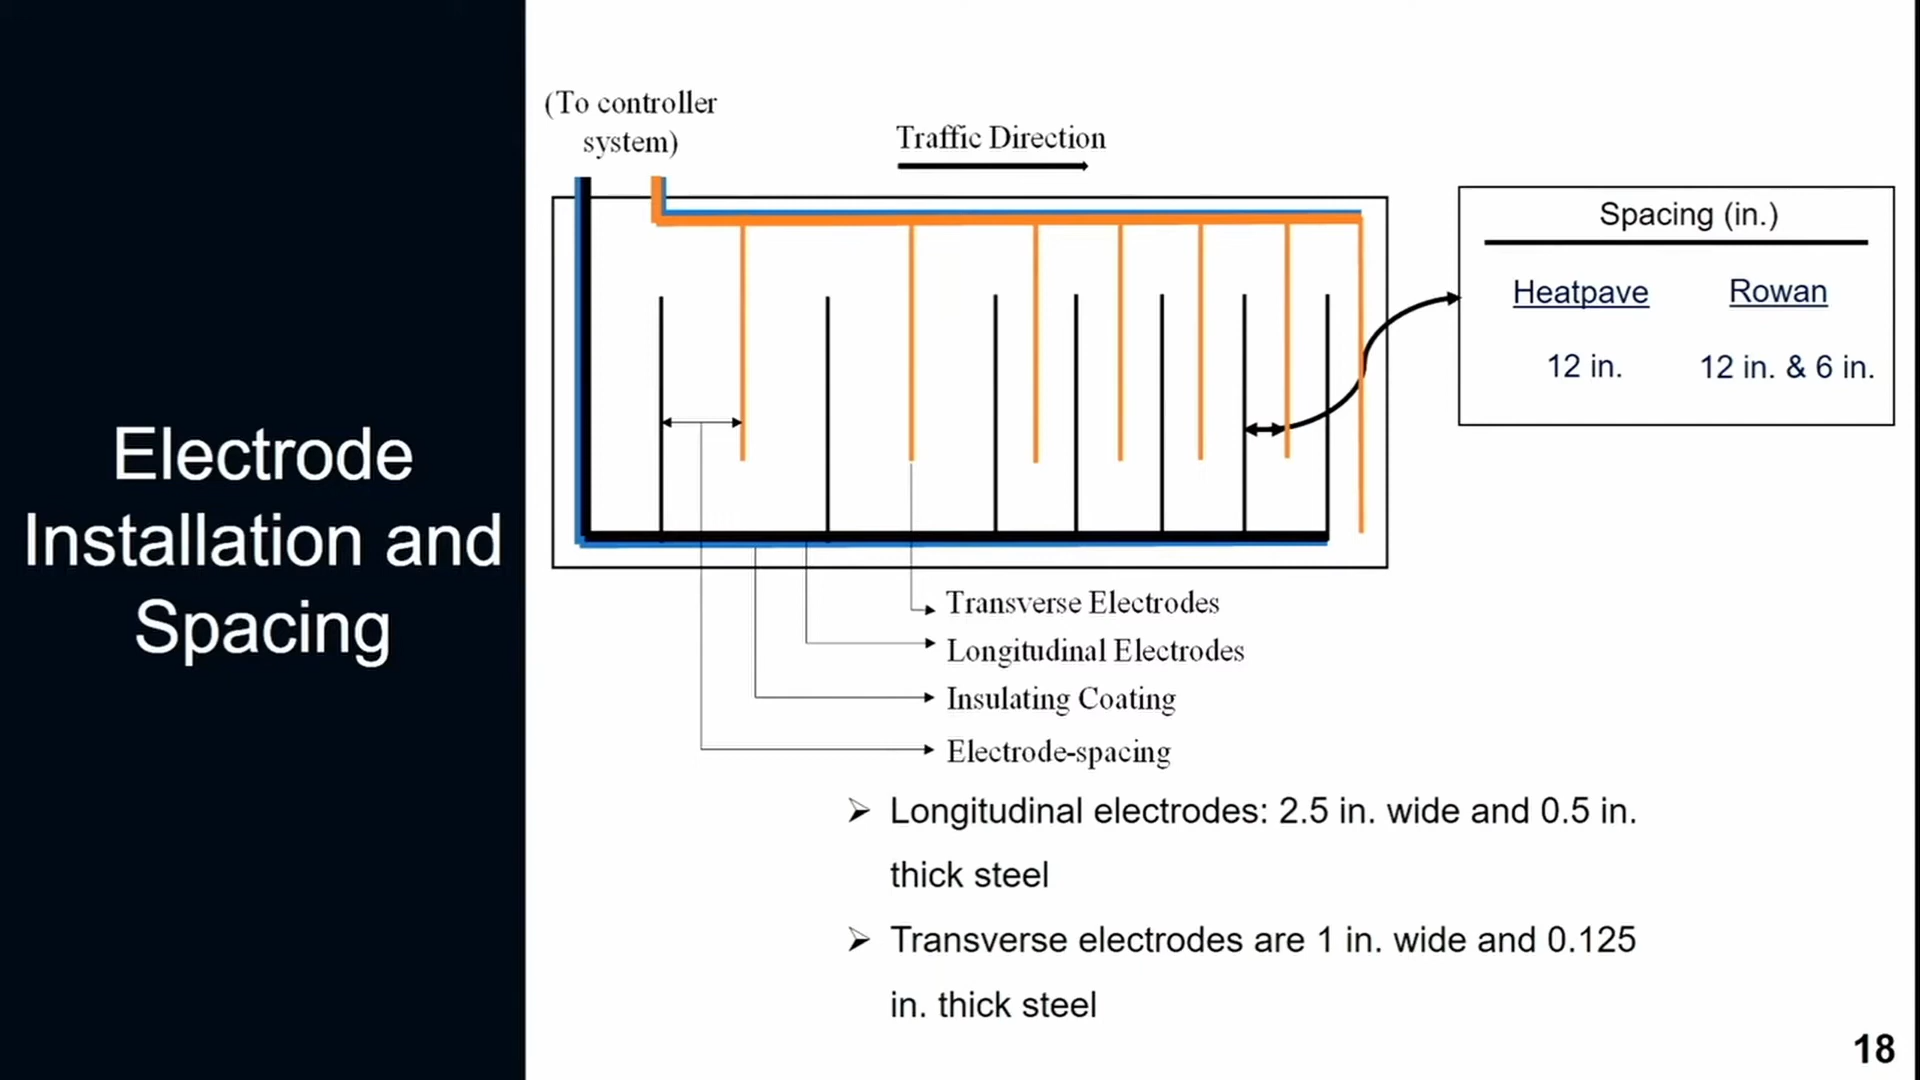 Electrode
Installation and
Spacing
(To controller
system)
Traffic Direction
Spacing (in.)
Heatpave Rowan
12 in. 12 in. & 6 in.
Transverse Electrodes
Longitudinal Electrodes
Insulating Coating
Electrode-spacing
➢ Longitudinal electrodes: 2.5 in. wide and 0.5 in.
thick steel
➢ Transverse electrodes are 1 in. wide and 0.125
in. thick steel
18